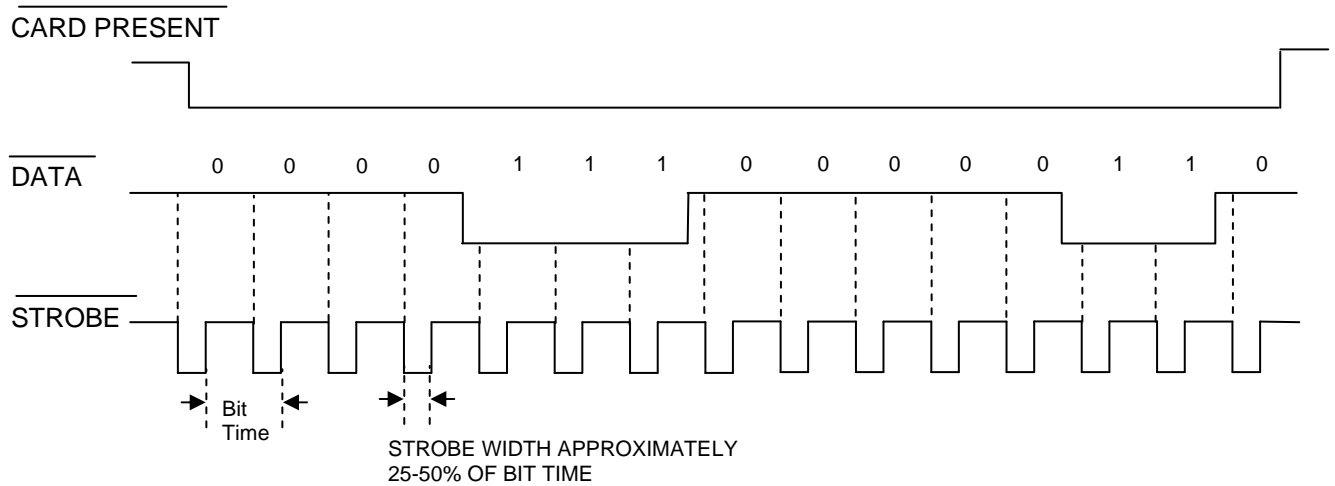 CARD PRESENT
DATA
0 0 0 0 1 1 1 0 0 0 0 0 1 1 0
STROBE
Bit
Time
STROBE WIDTH APPROXIMATELY
25-50% OF BIT TIME